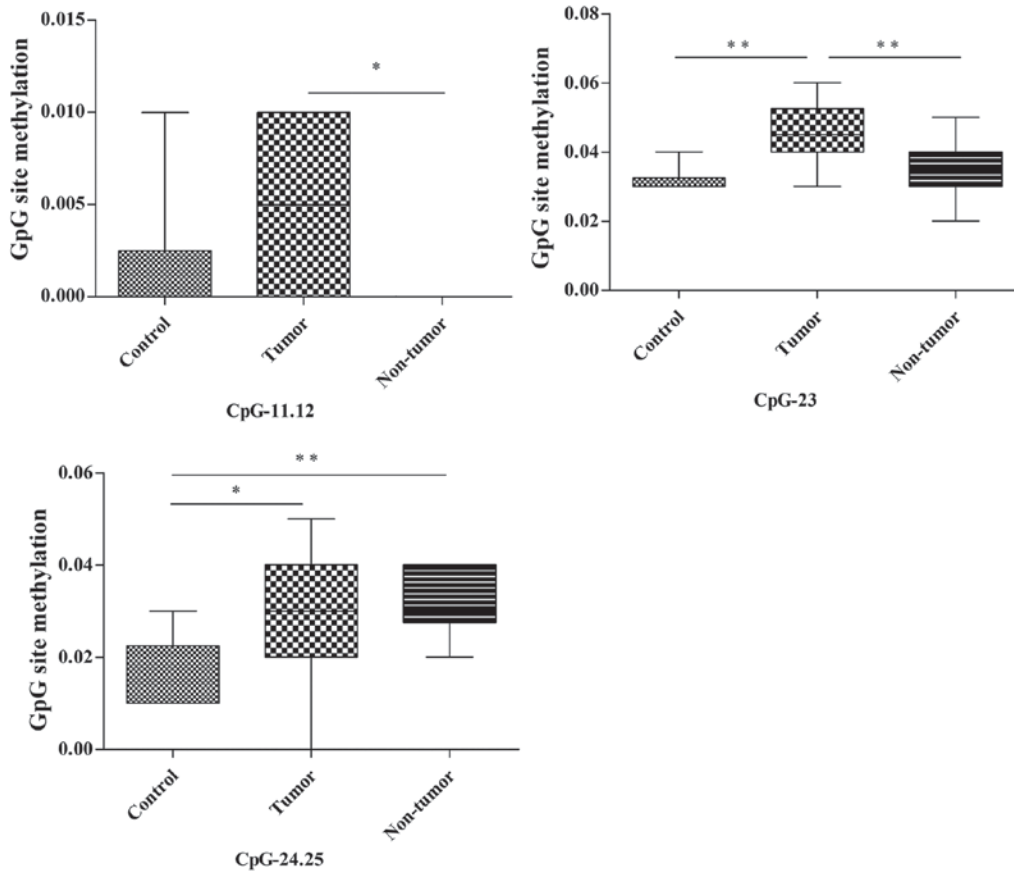 GpG site methylation
0.015
0.010
0.005
0.000
*
Control
Tumor
Non-tumor
CpG-11.12
GpG site methylation
0.08
0.06
0.04
0.02
0.00
**
**
Control
Tumor
Non-tumor
CpG-23
GpG site methylation
0.06
0.04
0.02
0.00
**
*
Control
Tumor
Non-tumor
CpG-24.25